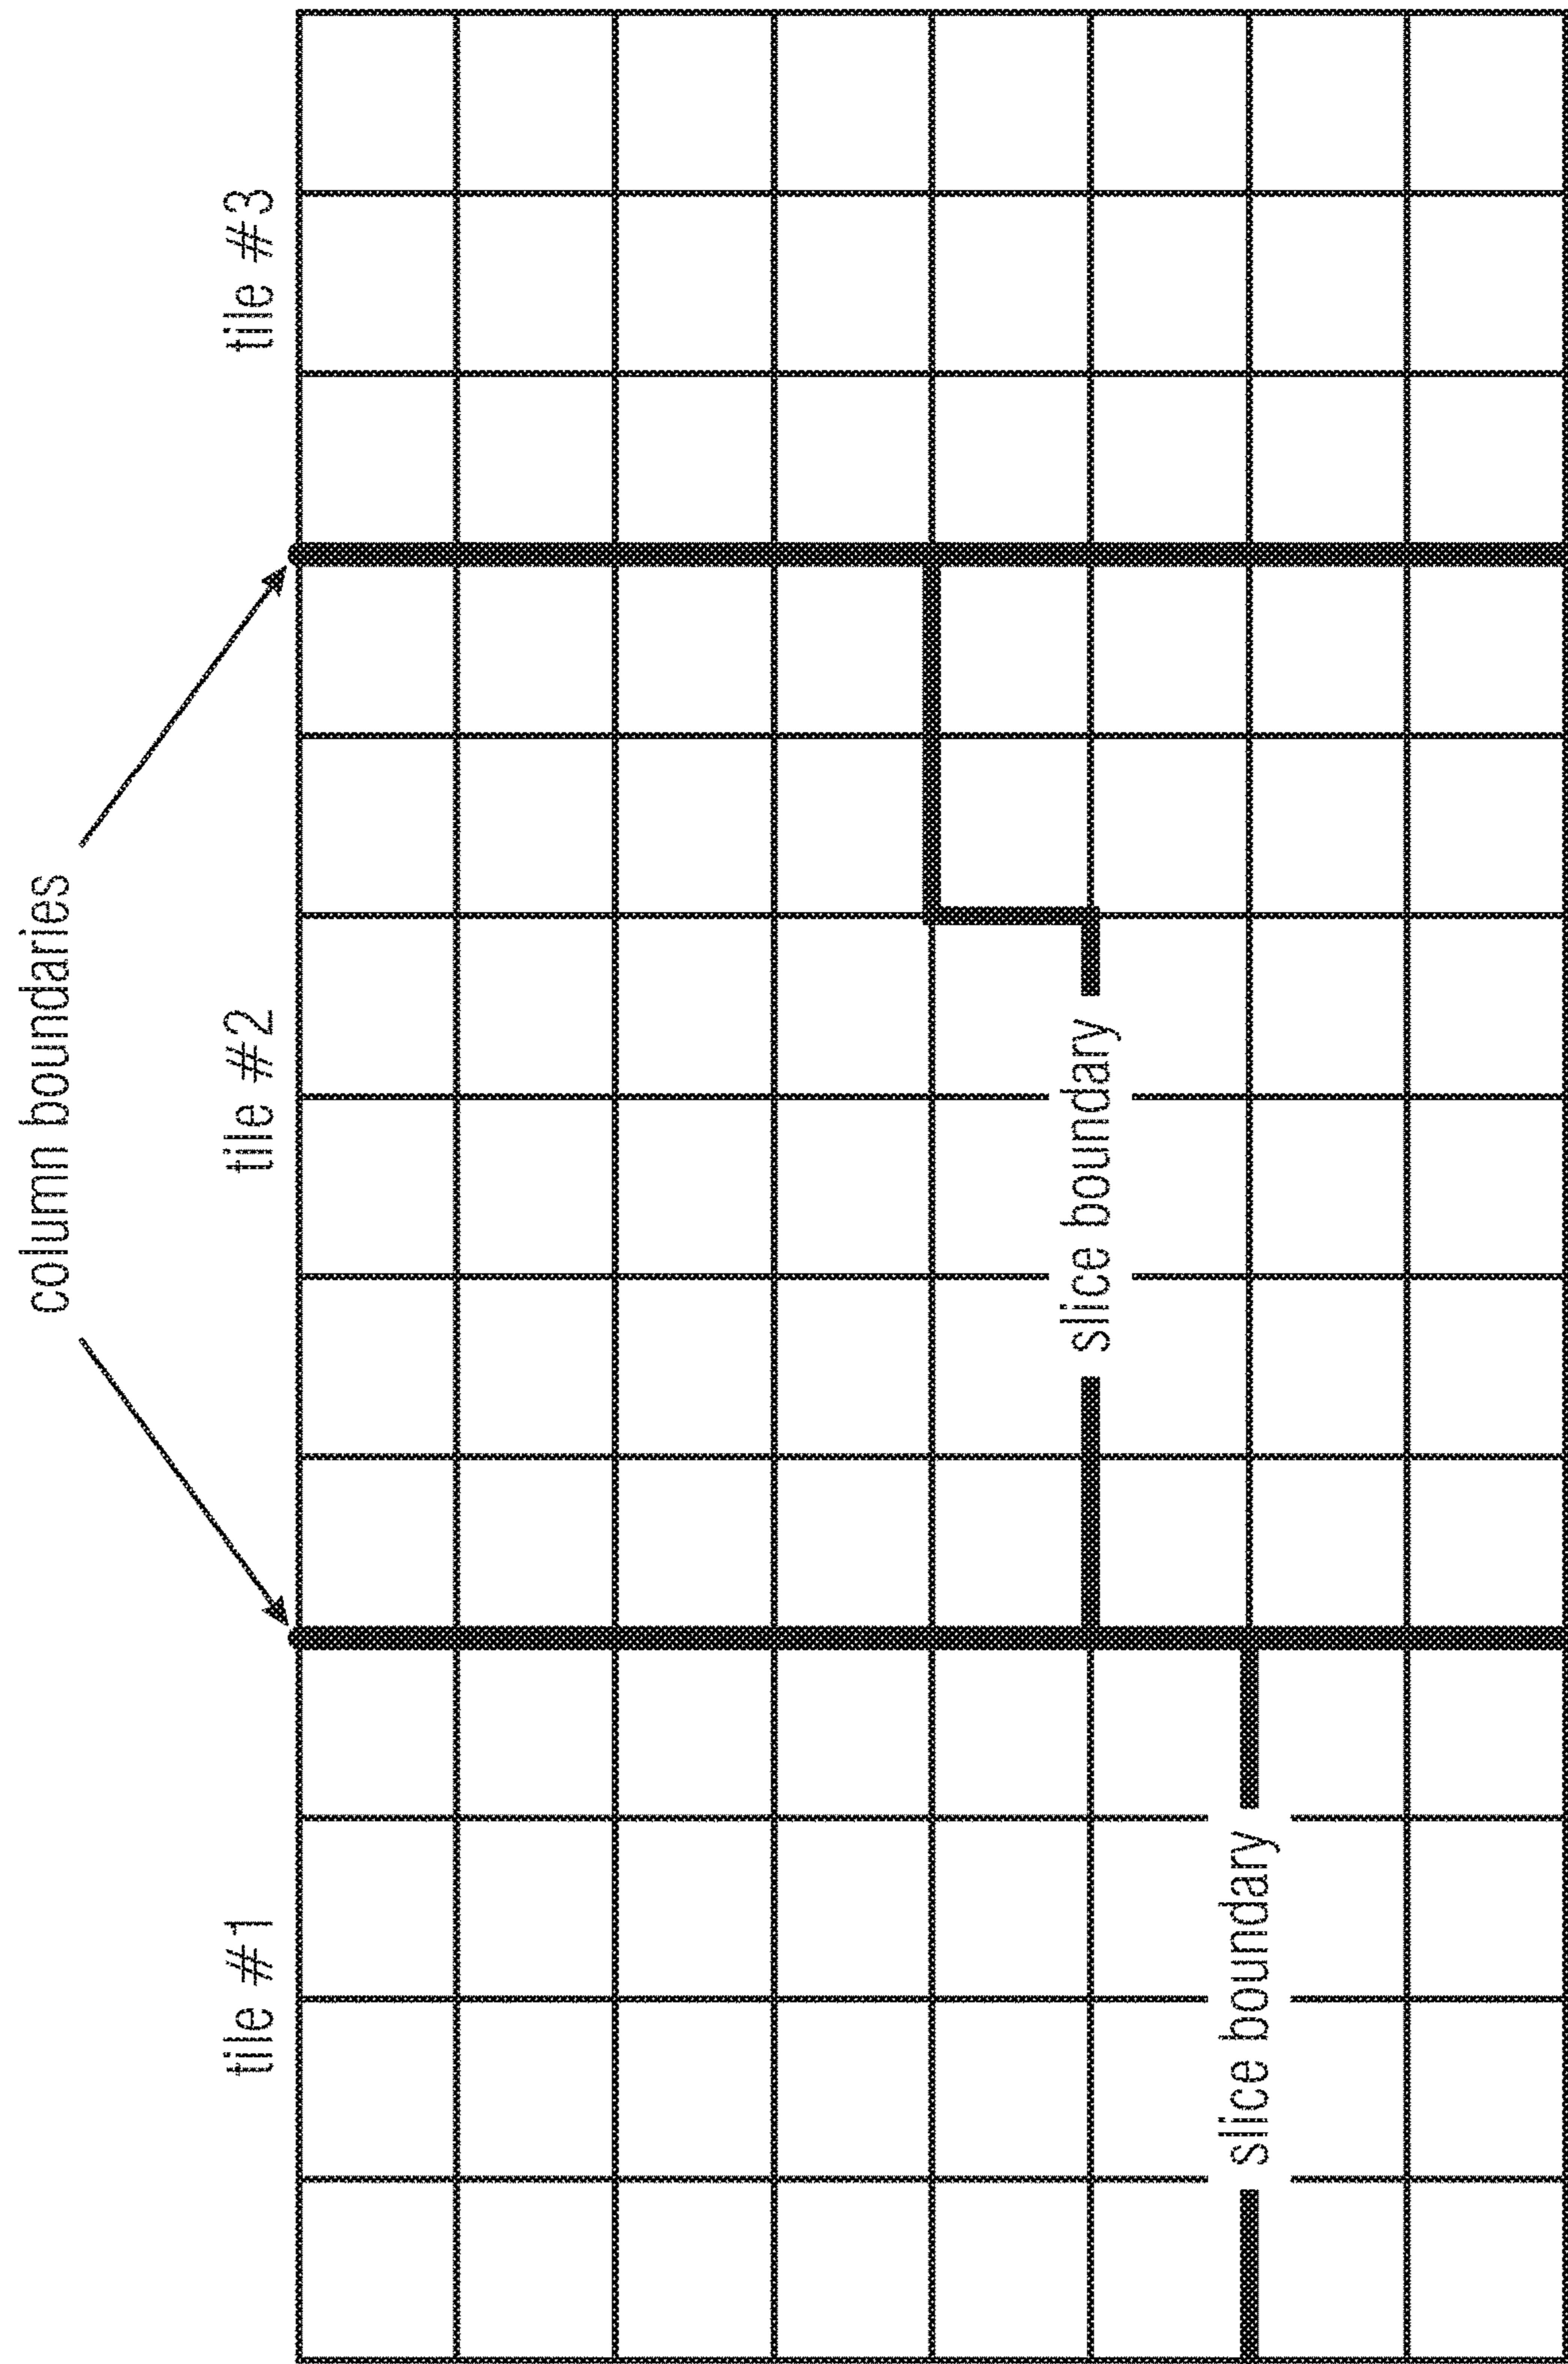 column boundaries
tile #1
tile #2
tile #3
slice boundary
slice boundary